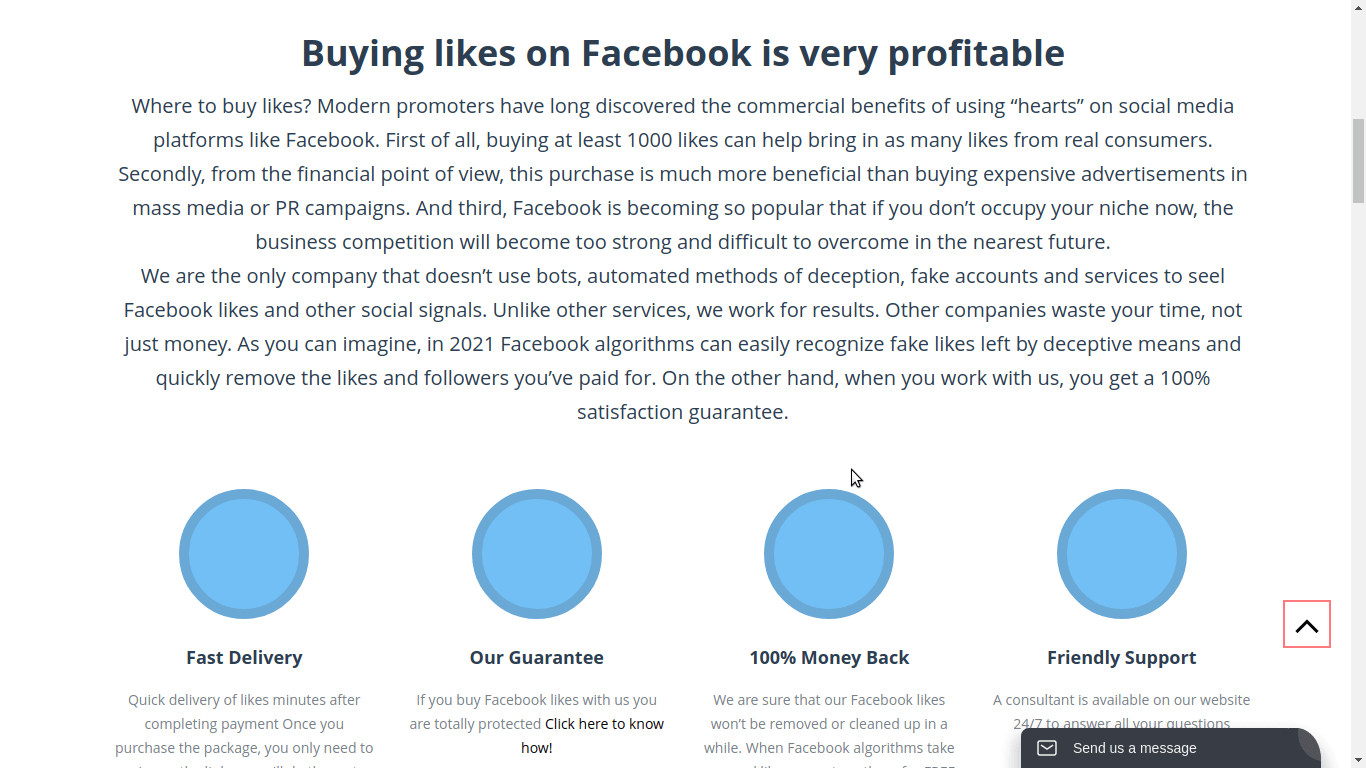 Buying likes on Facebook is very profitable
Where to buy likes? Modern promoters have long discovered the commercial benefits of using “hearts” on social media
platforms like Facebook. First of all, buying at least 1000 likes can help bring in as many likes from real consumers.
Secondly, from the financial point of view, this purchase is much more beneficial than buying expensive advertisements in
mass media or PR campaigns. And third, Facebook is becoming so popular that if you don’t occupy your niche now, the
business competition will become too strong and difficult to overcome in the nearest future.
We are the only company that doesn’t use bots, automated methods of deception, fake accounts and services to seel
Facebook likes and other social signals. Unlike other services, we work for results. Other companies waste your time, not
just money. As you can imagine, in 2021 Facebook algorithms can easily recognize fake likes left by deceptive means and
quickly remove the likes and followers you’ve paid for. On the other hand, when you work with us, you get a 100%
satisfaction guarantee.
Fast Delivery
Quick delivery of likes minutes after
completing payment Once you
purchase the package, you only need to
Our Guarantee
If you buy Facebook likes with us you
are totally protected Click here to know
how!
100% Money Back
We are sure that our Facebook likes
won’t be removed or cleaned up in a
while. When Facebook algorithms take
Friendly Support
A consultant is available on our website
24/7 to answer all your questions
Send us a message